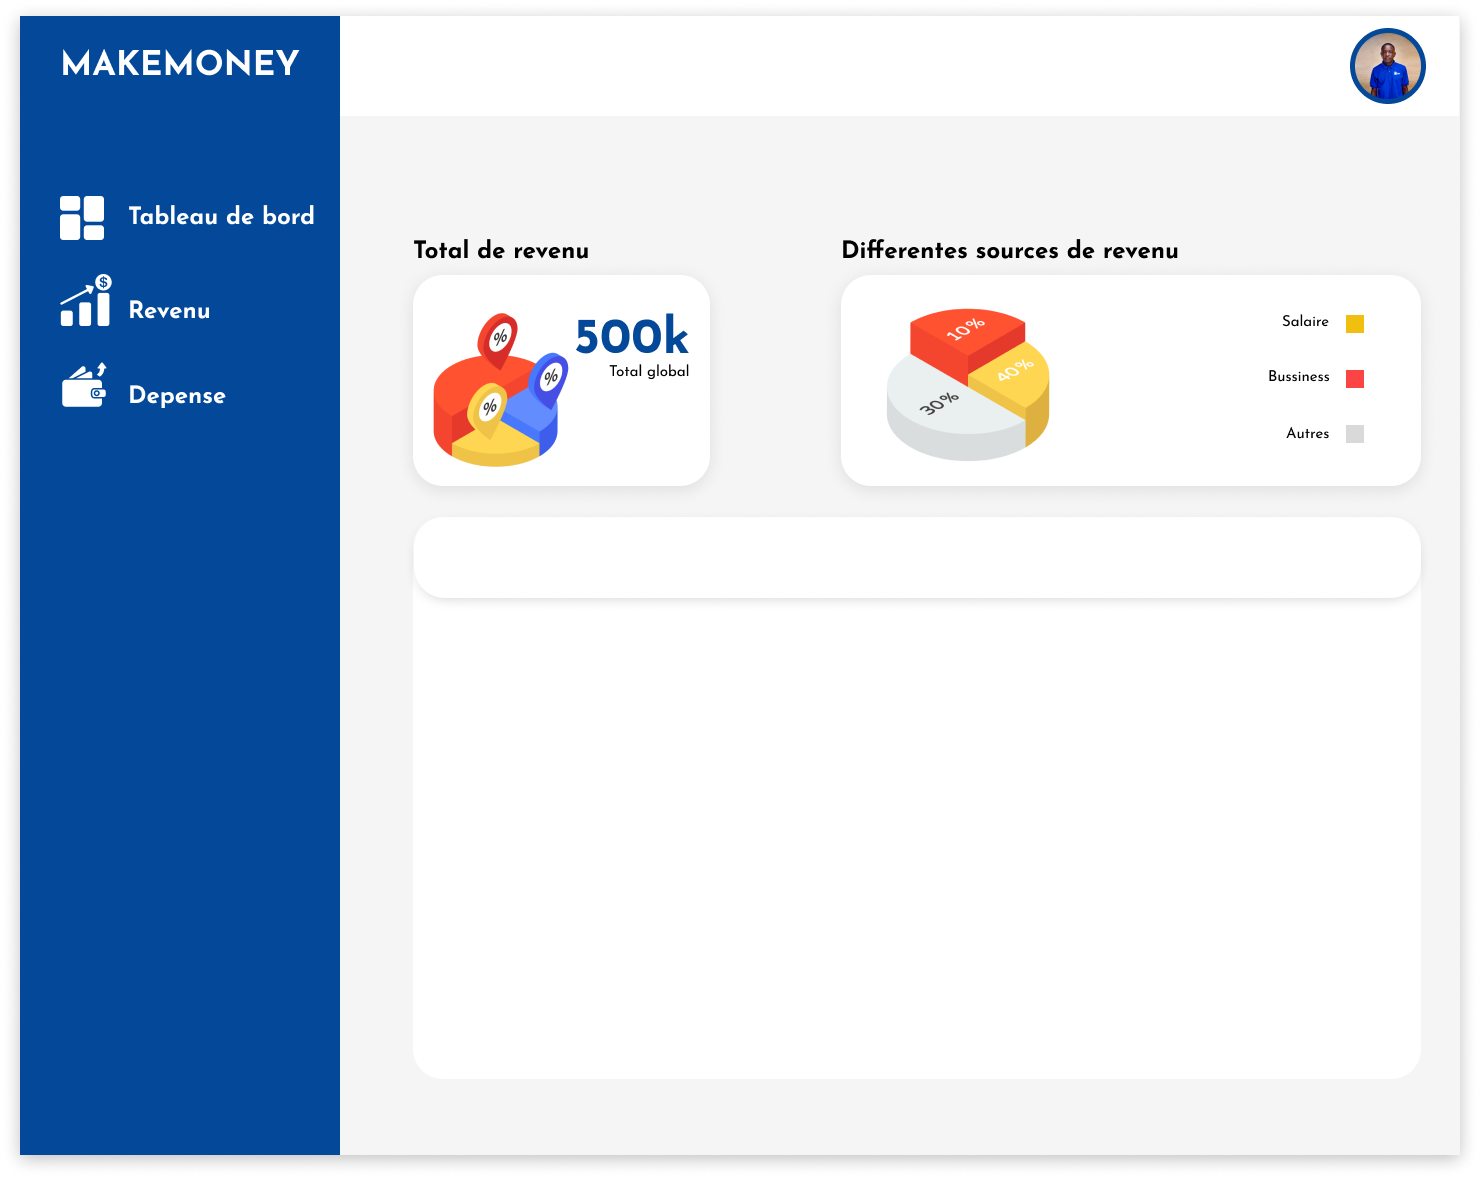 MAKEMONEY
Tableau de bord
$
Revenu
Depense
Total de revenu
%
%
%
500k
Total global
Differentes sources de revenu
10%
40%
30%
Salaire
Bussiness
Autres